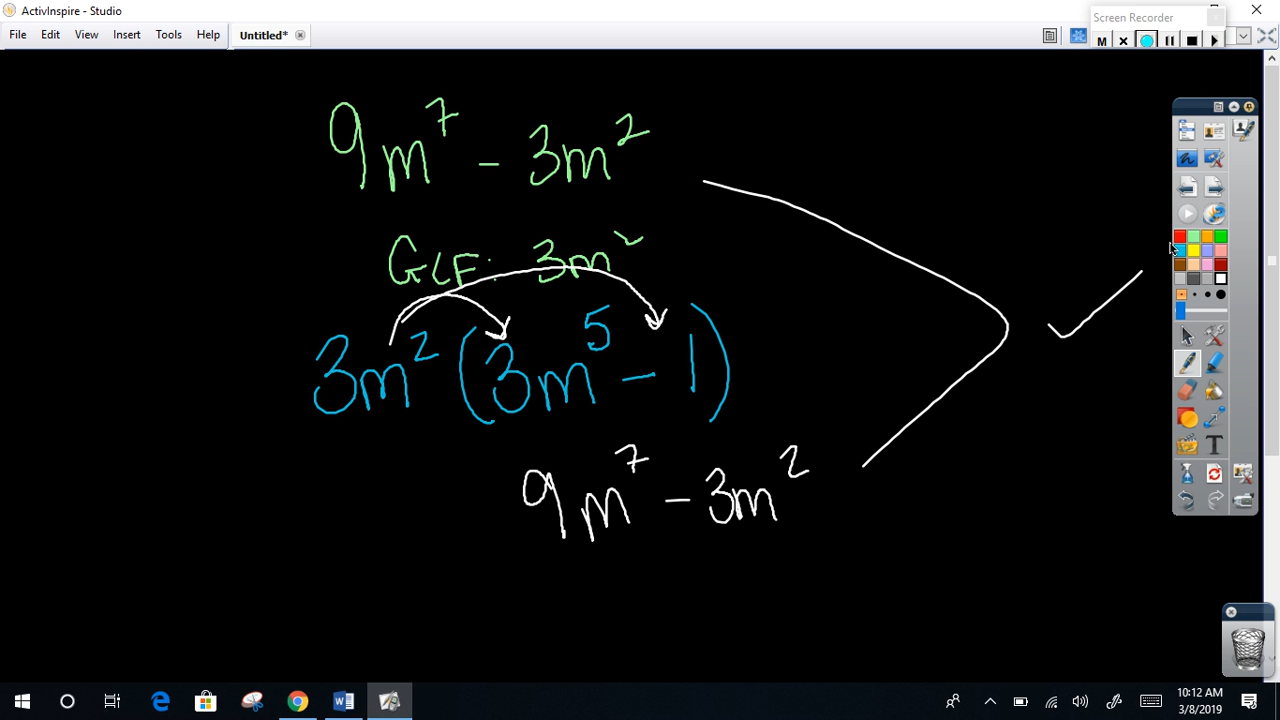 ActivInspire - Studio
Screen Recorder
File Edit View Insert Tools Help Untitled*
M
9m⁷ - 3m²
GCF: 3m²
3m² (3m⁵ - 1)
9m⁷ - 3m²
10:12 AM
3/8/2019